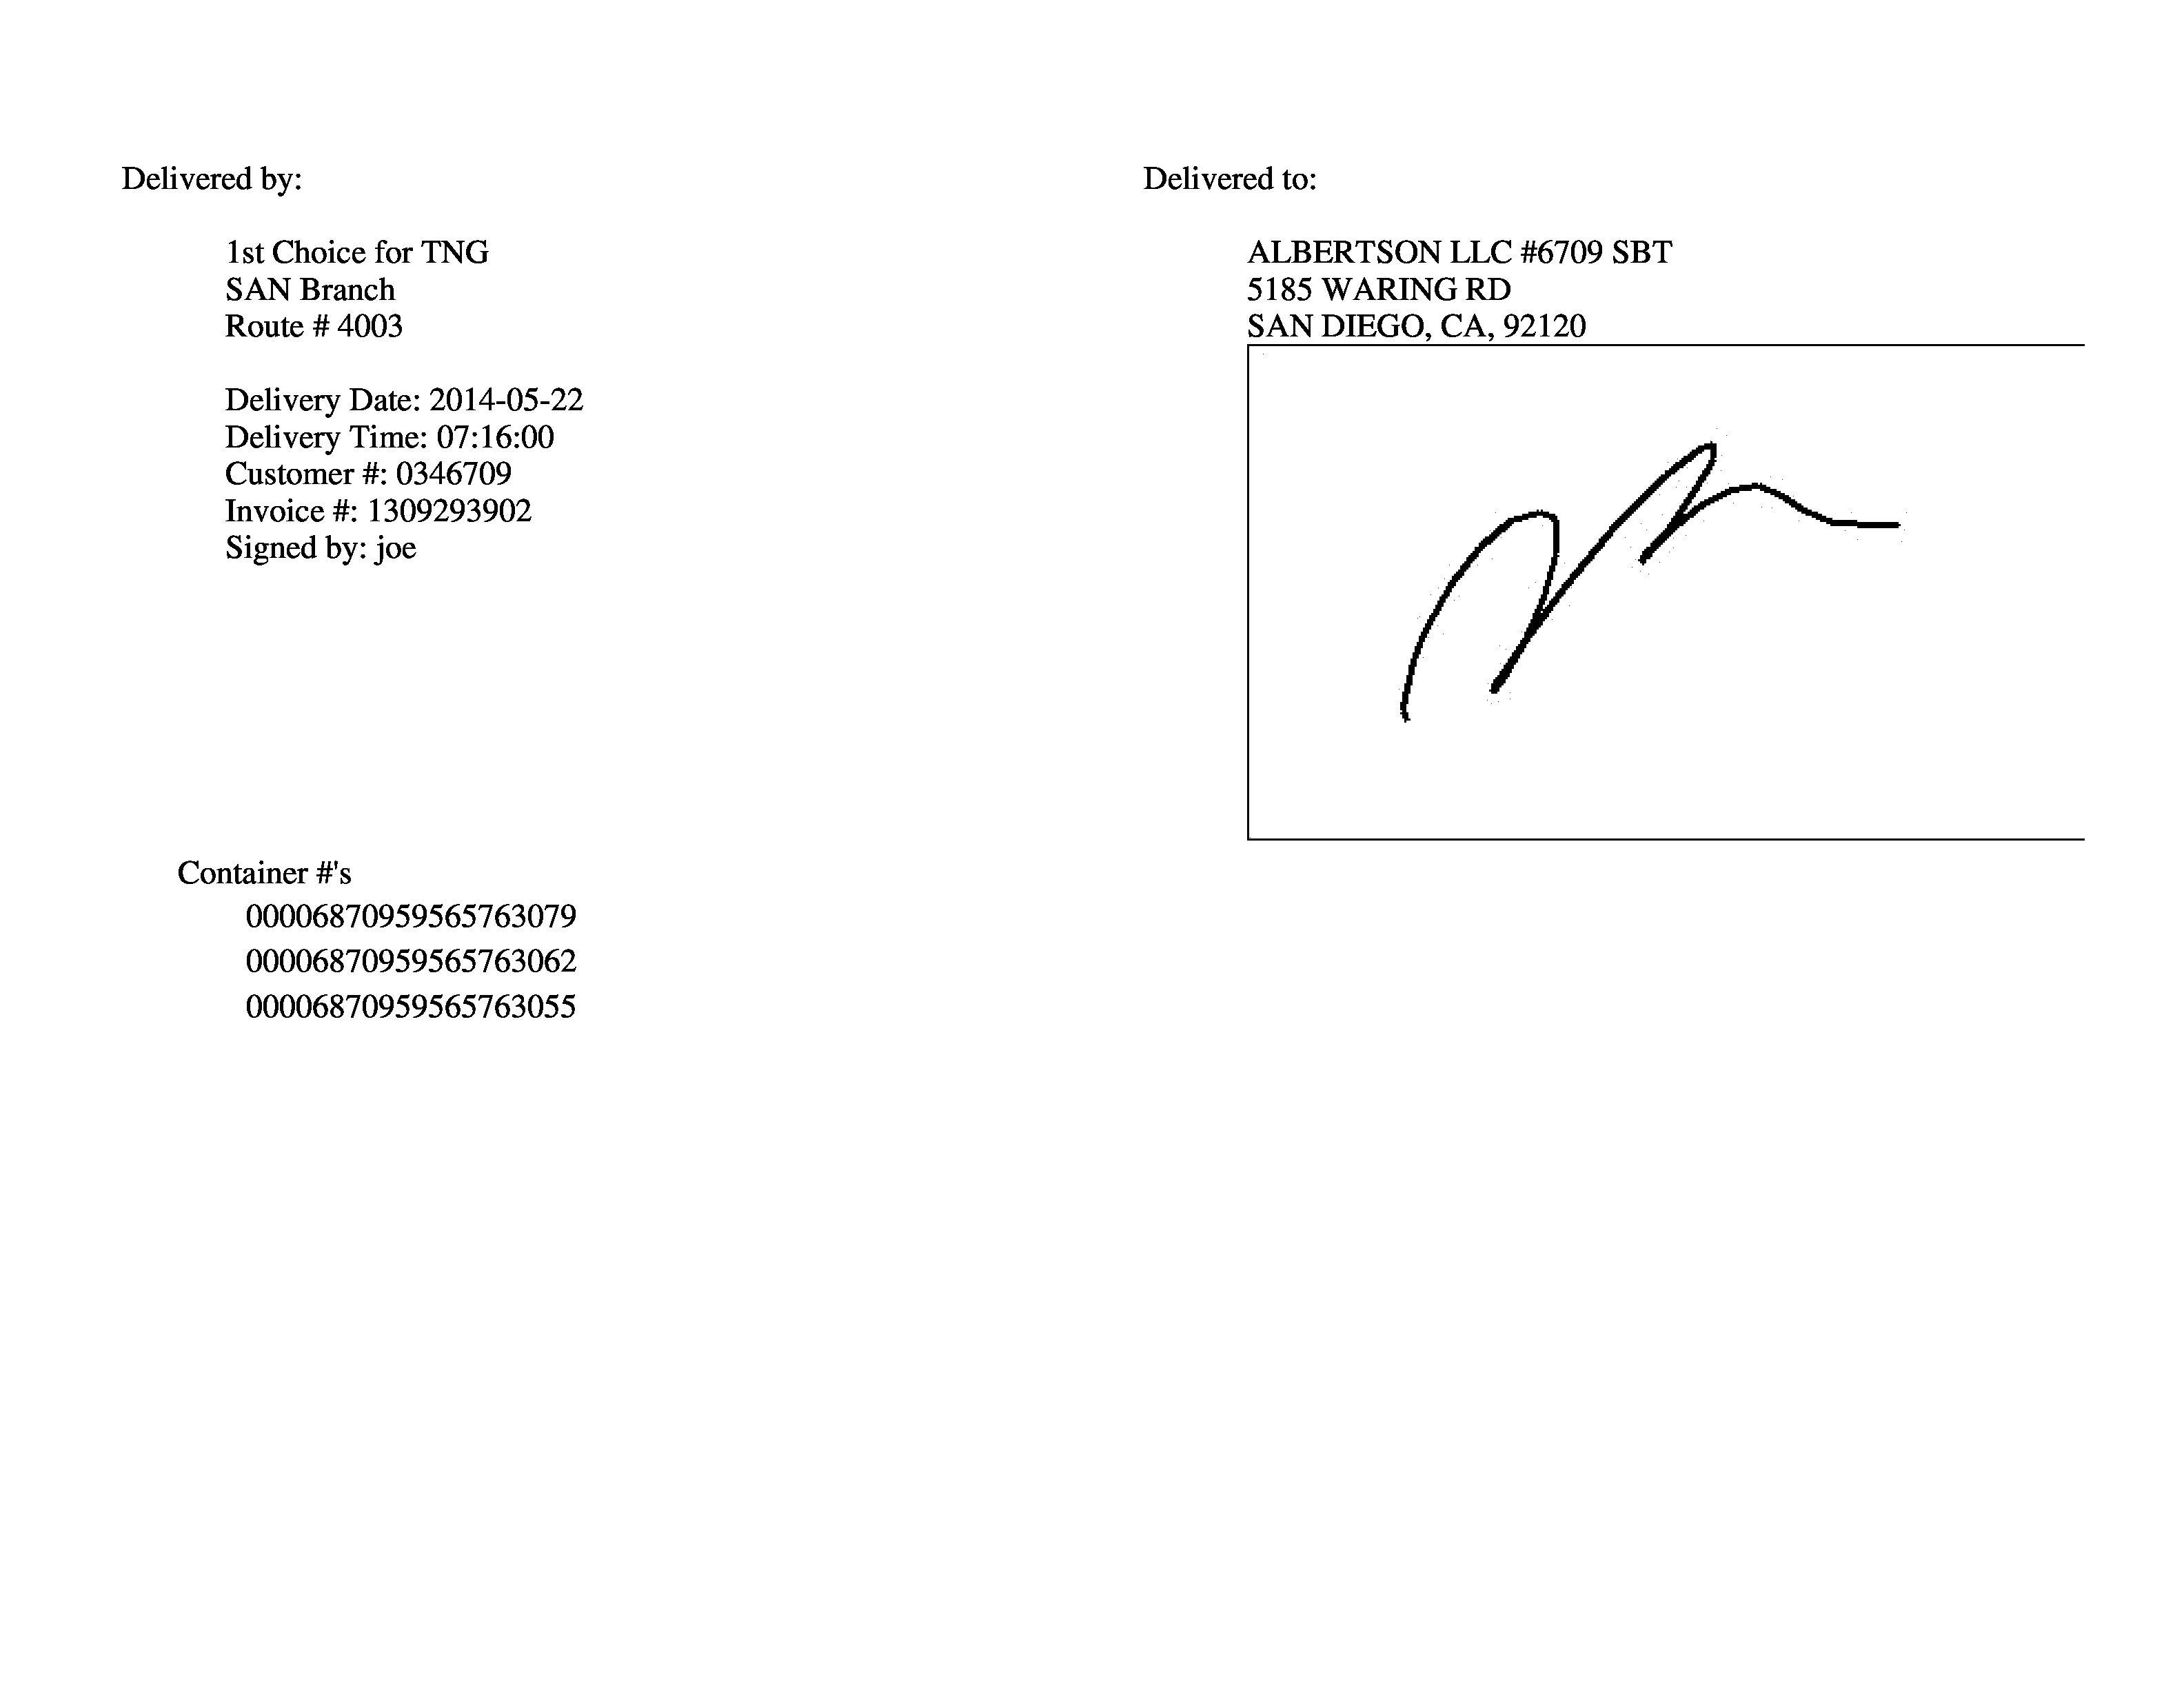 Delivered by:
1st Choice for TNG
SAN Branch
Route # 4003
Delivery Date: 2014-05-22
Delivery Time: 07:16:00
Customer #: 0346709
Invoice #: 1309293902
Signed by: joe
Delivered to:
ALBERTSON LLC #6709 SBT
5185 WARING RD
SAN DIEGO, CA, 92120
Container #'s
00006870959565763079
00006870959565763062
00006870959565763055